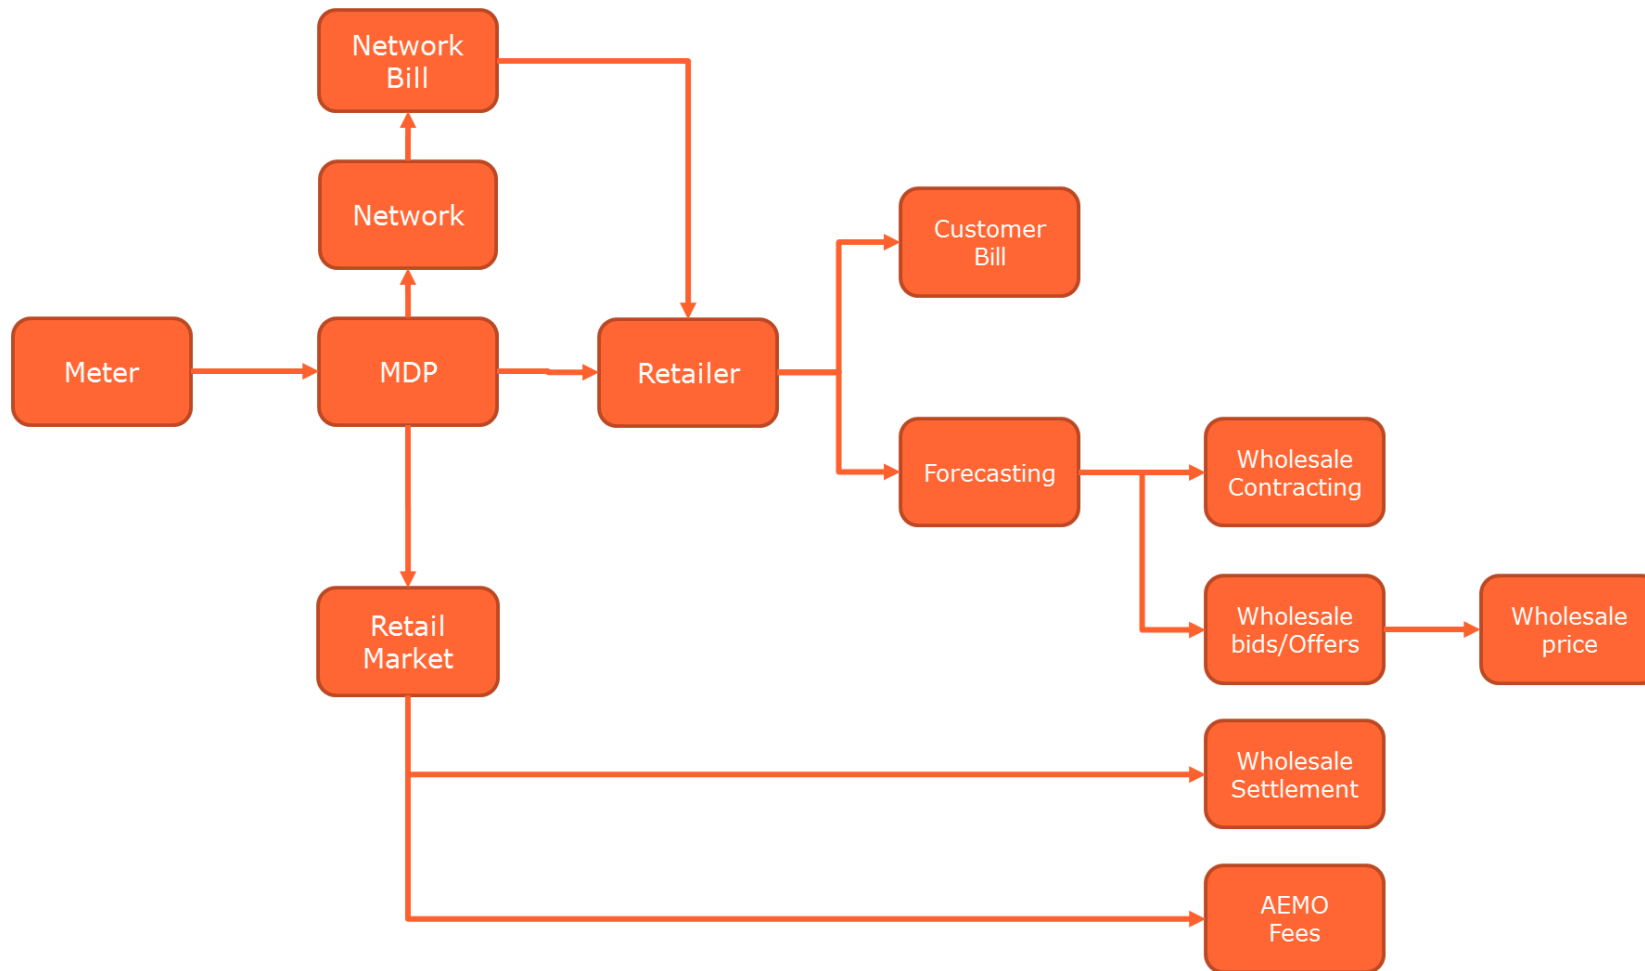 Network
Bill
Network
Customer
Bill
Meter
MDP
Retailer
Forecasting
Wholesale
Contracting
Retail
Market
Wholesale
bids/Offers
Wholesale
price
Wholesale
Settlement
AEMO
Fees